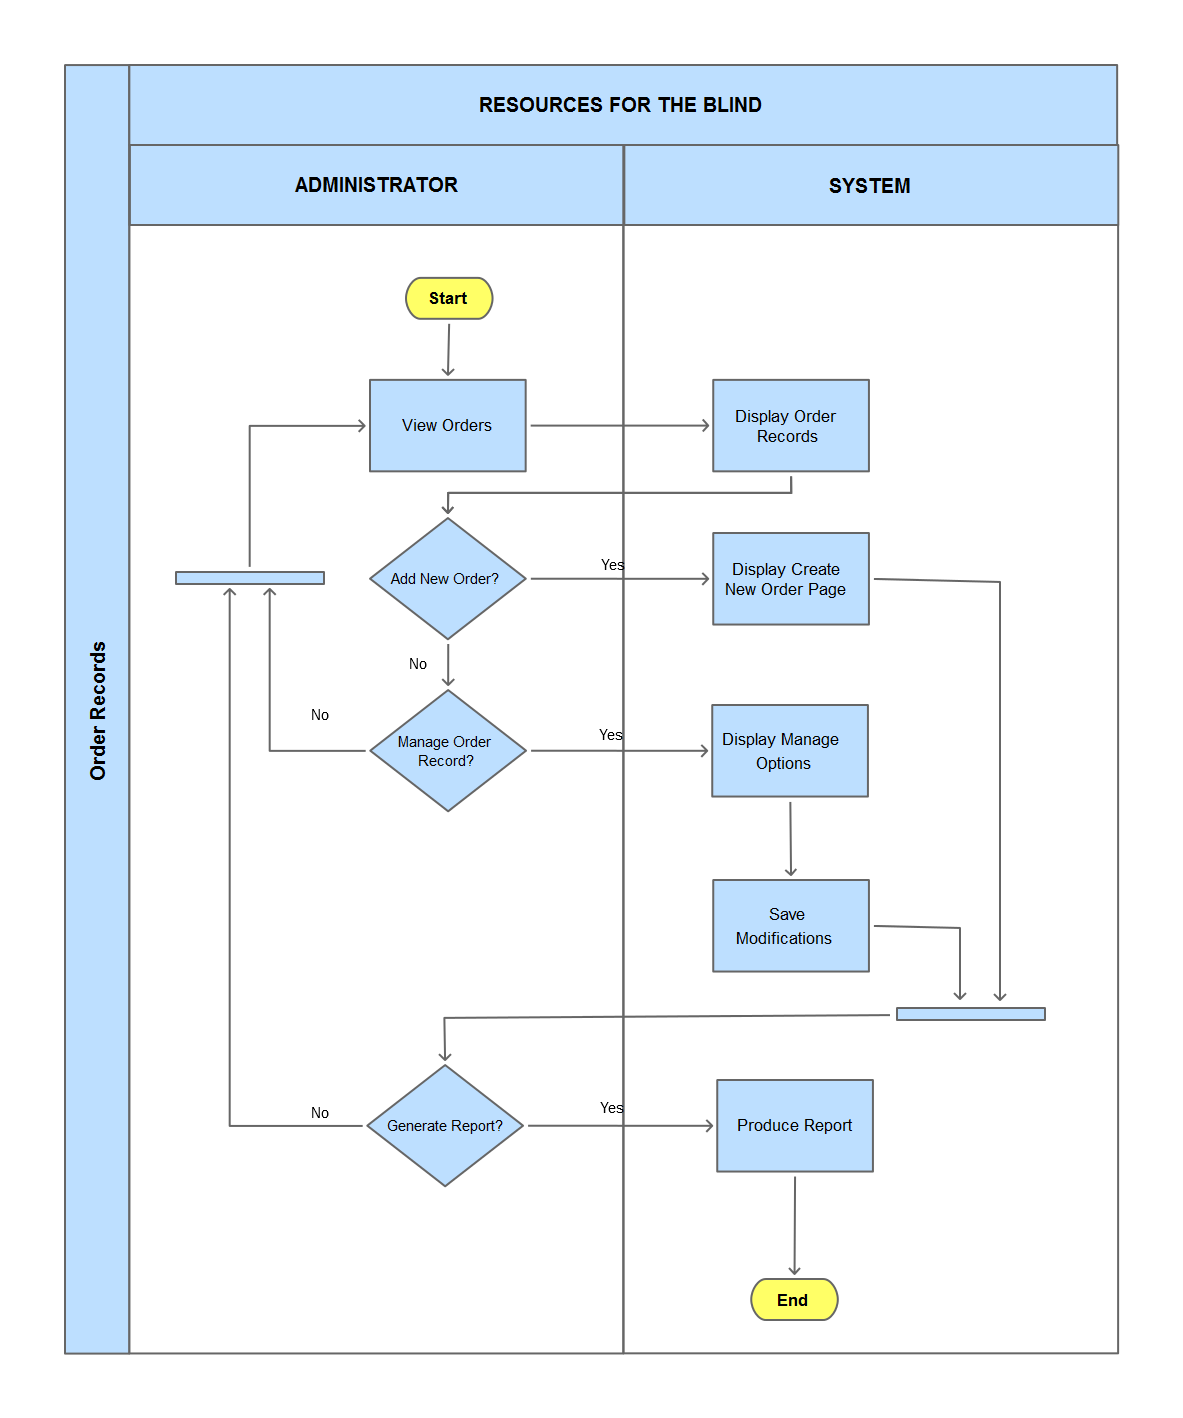 RESOURCES FOR THE BLIND
ADMINISTRATOR
SYSTEM
Order Records
Start
View Orders
Display Order
Records
Add New Order?
Yes
Display Create
New Order Page
No
No
Manage Order
Record?
Yes
Display Manage
Options
Save
Modifications
No
Generate Report?
Yes
Produce Report
End